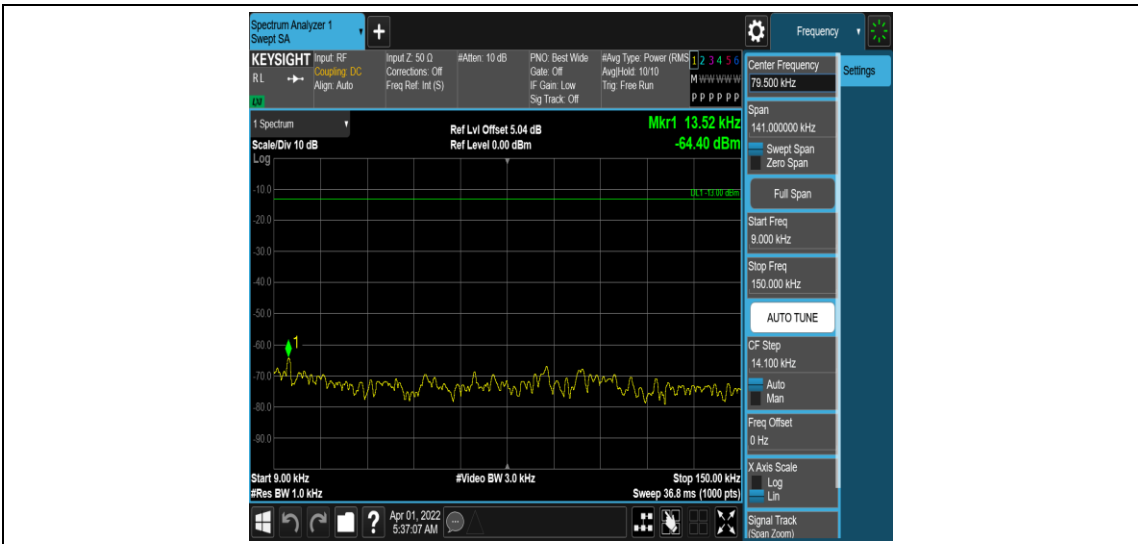 Spectrum Analyzer 1
Swept SA
+
Frequency
KEYSIGHT
RL
LXI
Input: RF
Coupling: DC
Align: Auto
Input Z: 50 Ω
Corrections: Off
Freq Ref: Int (S)
#Atten: 10 dB
PNO: Best Wide
Gate: Off
IF Gain: Low
Sig Track: Off
#Avg Type: Power (RMS
Avg|Hold: 10/10
Trig: Free Run
1 2 3 4 5 6
M W W W W W
P P P P P P
1 Spectrum
Scale/Div 10 dB
Log
Ref Lvl Offset 5.04 dB
Ref Level 0.00 dBm
Mkr1 13.52 kHz
-64.40 dBm
DL1 -13.00 dBm
-10.0
-20.0
-30.0
-40.0
-50.0
-60.0
-70.0
-80.0
-90.0
1
Start 9.00 kHz
#Res BW 1.0 kHz
#Video BW 3.0 kHz
Stop 150.00 kHz
Sweep 36.8 ms (1000 pts)
?
Apr 01, 2022
5:37:07 AM
Center Frequency
79.500 kHz
Span
141.000000 kHz
Swept Span
Zero Span
Full Span
Start Freq
9.000 kHz
Stop Freq
150.000 kHz
AUTO TUNE
CF Step
14.100 kHz
Auto
Man
Freq Offset
0 Hz
X Axis Scale
Log
Lin
Signal Track
(Span Zoom)
Settings